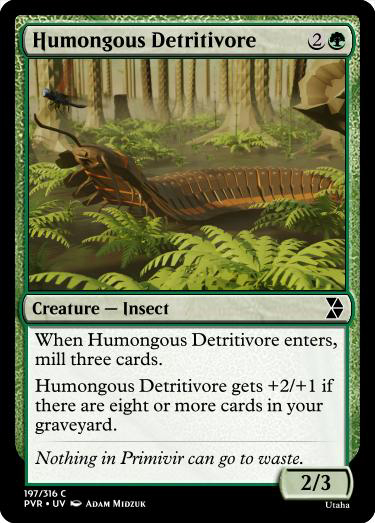 Humongous Detritivore 2
Creature — Insect
When Humongous Detritivore enters,
mill three cards.
Humongous Detritivore gets +2/+1 if
there are eight or more cards in your
graveyard.
Nothing in Primivir can go to waste.
2/3
197/316 C
PVR • UV Adam Midzuk
Utaha